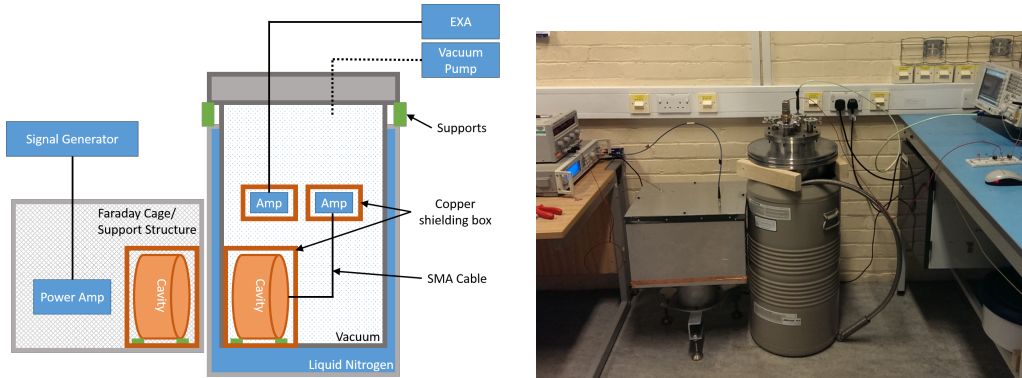 EXA
Vacuum
Pump
Supports
Signal Generator
Amp
Amp
Copper
shielding box
Faraday Cage/
Support Structure
SMA Cable
Power Amp
Cavity
Cavity
Vacuum
Liquid Nitrogen